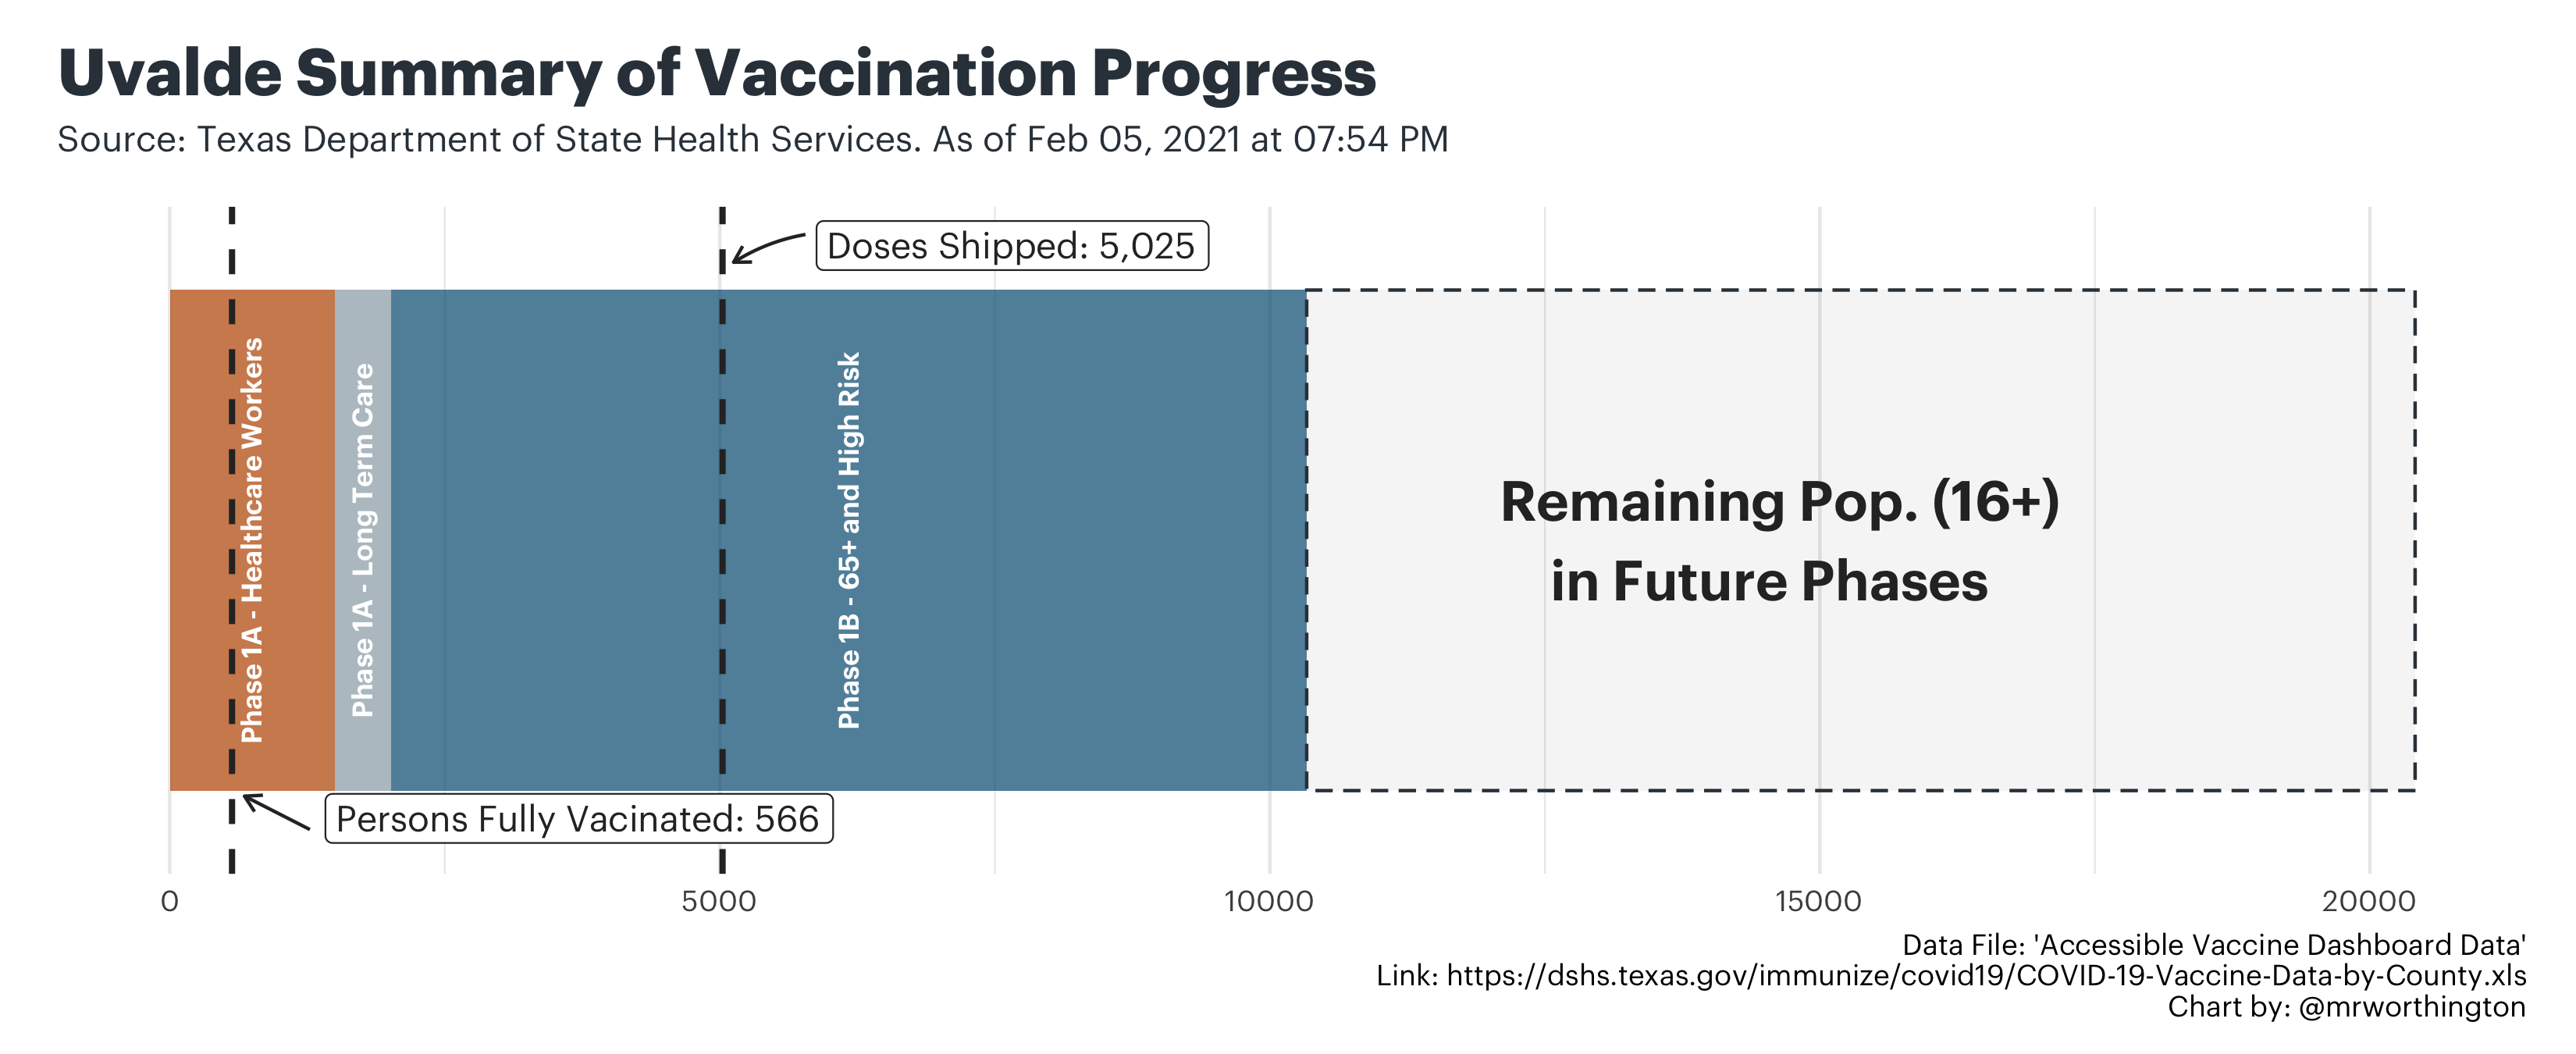 Uvalde Summary of Vaccination Progress
Source: Texas Department of State Health Services. As of Feb 05, 2021 at 07:54 PM
Doses Shipped: 5,025
Phase 1A - Healthcare Workers
Phase 1A - Long Term Care
Phase 1B - 65+ and High Risk
Remaining Pop. (16+)
in Future Phases
Persons Fully Vacinated: 566
0 5000 10000 15000 20000
Data File: 'Accessible Vaccine Dashboard Data'
Link: https://dshs.texas.gov/immunize/covid19/COVID-19-Vaccine-Data-by-County.xls
Chart by: @mrworthington